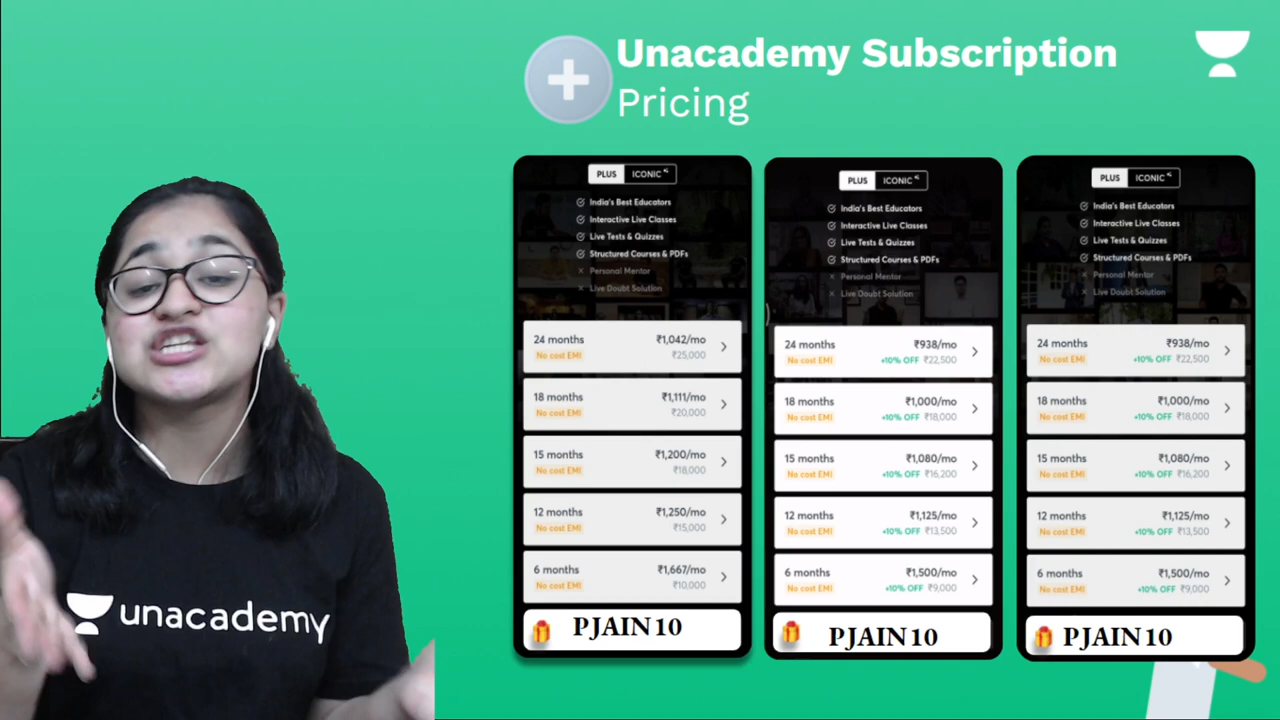 Unacademy Subscription
Pricing
PLUS ICONIC
India's Best Educators
Interactive Live Classes
Live Tests & Quizzes
Structured Courses & PDFs
Personal Mentor
Live Doubt Solution
24 months ₹1,042/mo
No cost EMI ₹25,000
18 months ₹1,111/mo
No cost EMI ₹20,000
15 months ₹1,200/mo
No cost EMI ₹18,000
12 months ₹1,250/mo
No cost EMI ₹15,000
6 months ₹1,667/mo
No cost EMI ₹10,000
PJAIN10
PLUS ICONIC
India's Best Educators
Interactive Live Classes
Live Tests & Quizzes
Structured Courses & PDFs
Personal Mentor
Live Doubt Solution
24 months ₹938/mo
No cost EMI +10% OFF ₹22,500
18 months ₹1,000/mo
No cost EMI +10% OFF ₹18,000
15 months ₹1,080/mo
No cost EMI +10% OFF ₹16,200
12 months ₹1,125/mo
No cost EMI +10% OFF ₹13,500
6 months ₹1,500/mo
No cost EMI +10% OFF ₹9,000
PJAIN10
PLUS ICONIC
India's Best Educators
Interactive Live Classes
Live Tests & Quizzes
Structured Courses & PDFs
Personal Mentor
Live Doubt Solution
24 months ₹938/mo
No cost EMI +10% OFF ₹22,500
18 months ₹1,000/mo
No cost EMI +10% OFF ₹18,000
15 months ₹1,080/mo
No cost EMI +10% OFF ₹16,200
12 months ₹1,125/mo
No cost EMI +10% OFF ₹13,500
6 months ₹1,500/mo
No cost EMI +10% OFF ₹9,000
PJAIN10
unacademy